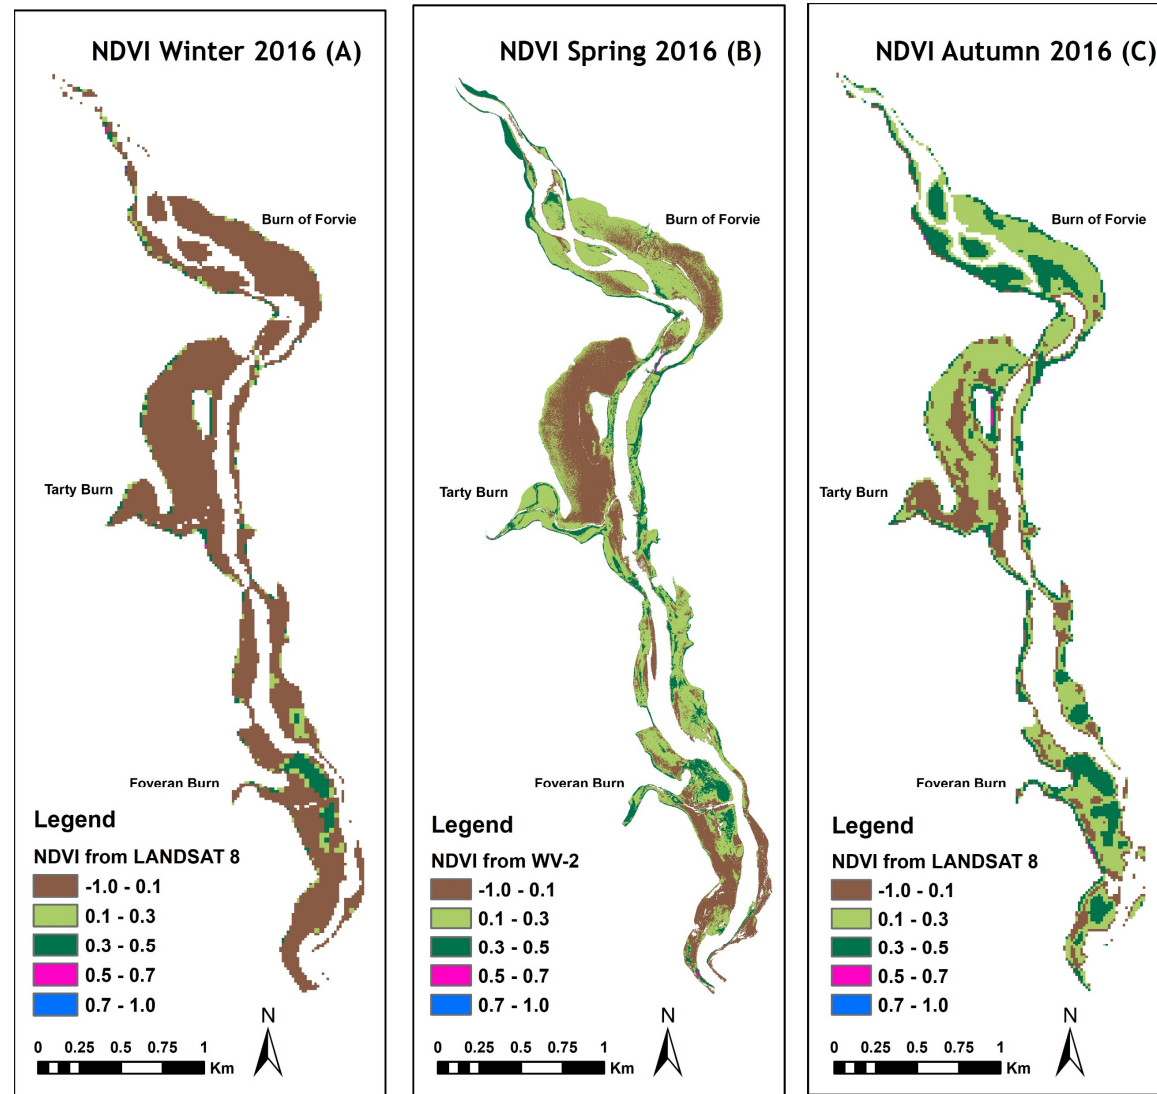 NDVI Winter 2016 (A)
Burn of Forvie
Tarty Burn
Foveran Burn
Legend
NDVI from LANDSAT 8
-1.0 - 0.1
0.1 - 0.3
0.3 - 0.5
0.5 - 0.7
0.7 - 1.0
N
0 0.25 0.5 0.75 1
Km
NDVI Spring 2016 (B)
Burn of Forvie
Tarty Burn
Foveran Burn
Legend
NDVI from WV-2
-1.0 - 0.1
0.1 - 0.3
0.3 - 0.5
0.5 - 0.7
0.7 - 1.0
N
0 0.25 0.5 0.75 1
Km
NDVI Autumn 2016 (C)
Burn of Forvie
Tarty Burn
Foveran Burn
Legend
NDVI from LANDSAT 8
-1.0 - 0.1
0.1 - 0.3
0.3 - 0.5
0.5 - 0.7
0.7 - 1.0
N
0 0.25 0.5 0.75 1
Km